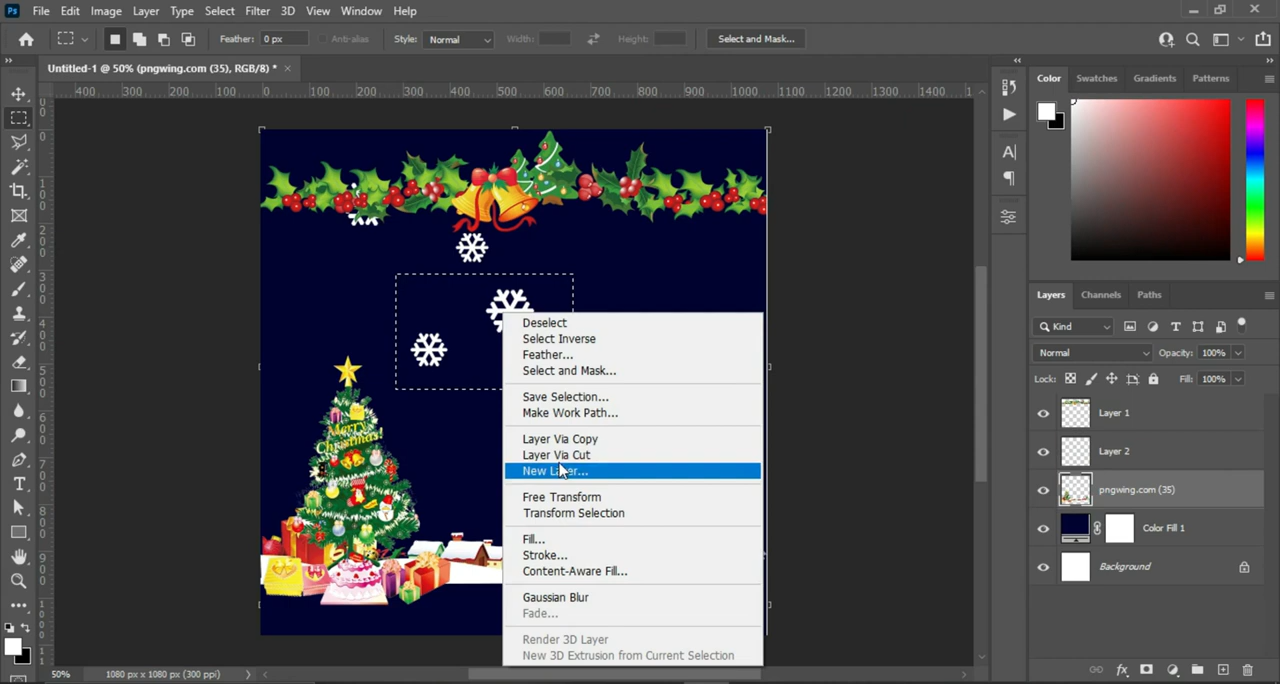 Ps File Edit Image Layer Type Select Filter 3D View Window Help
Feather: 0 px Anti-alias Style: Normal Width: Height: Select and Mask...
Untitled-1 @ 50% (pngwing.com (35), RGB/8) * ×
400 300 200 100 0 100 200 300 400 500 600 700 800 900 1000 1100 1200 1300 1400
Color Swatches Gradients Patterns
Merry
Christmas!
Deselect
Select Inverse
Feather...
Select and Mask...
Save Selection...
Make Work Path...
Layer Via Copy
Layer Via Cut
New Layer...
Free Transform
Transform Selection
Fill...
Stroke...
Content-Aware Fill...
Gaussian Blur
Fade...
Render 3D Layer
New 3D Extrusion from Current Selection
Layers Channels Paths
Kind
Normal Opacity: 100%
Lock: Fill: 100%
Layer 1
Layer 2
pngwing.com (35)
Color Fill 1
Background
50% 1080 px x 1080 px (300 ppi)